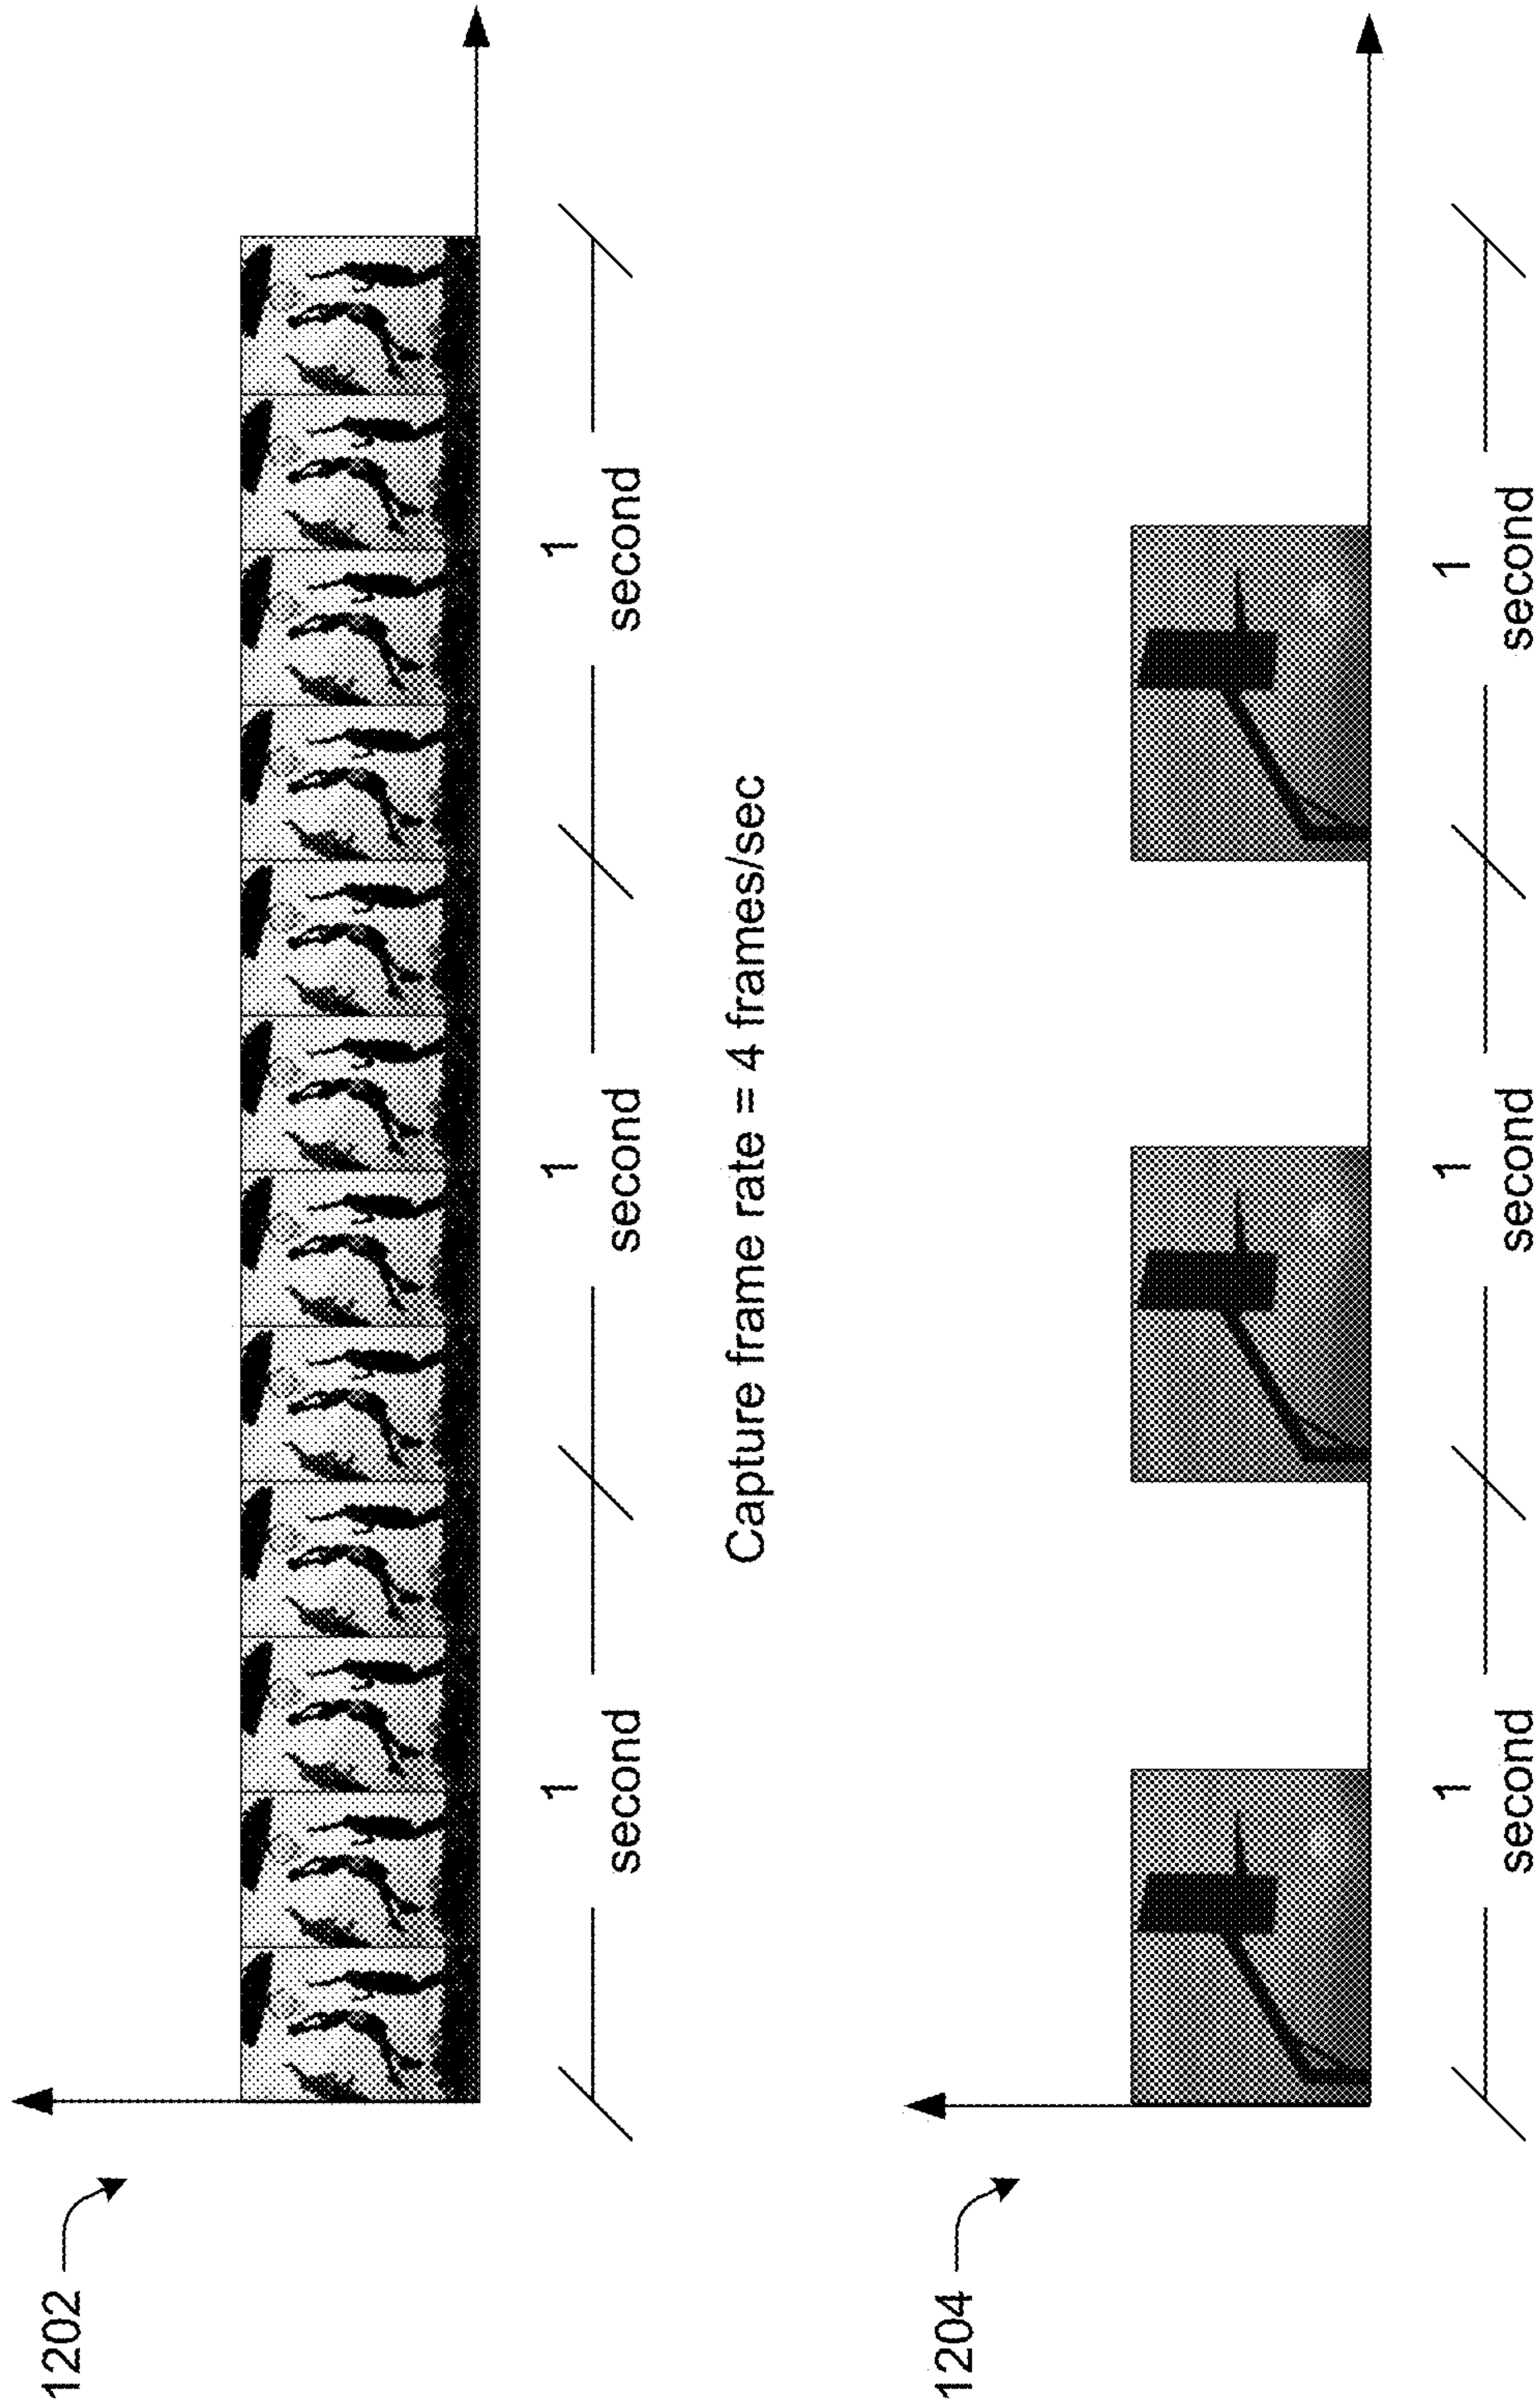 1202
1
second
1
second
1
second
Capture frame rate = 4 frames/sec
1204
1
second
1
second
1
second